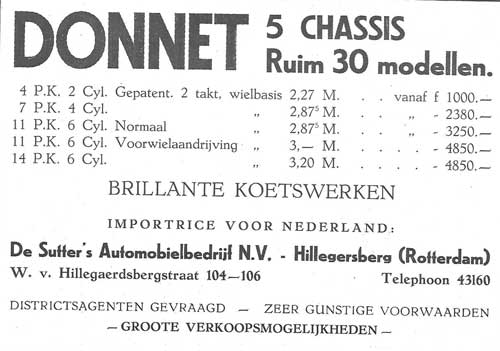 DONNET 5 CHASSIS
Ruim 30 modellen.
4 P.K. 2 Cyl. Gepatent. 2 takt, wielbasis 2,27 M. . . vanaf f 1000.—
7 P.K. 4 Cyl. „ 2,87⁵ M. . . „ - 2380.—
11 P.K. 6 Cyl. Normaal „ 2,87⁵ M. . . „ - 3250.—
11 P.K. 6 Cyl. Voorwielaandrijving „ 3,— M. . . . - 4850.—
14 P.K. 6 Cyl. „ 3,20 M. . . . - 4850.—
BRILLANTE KOETSWERKEN
IMPORTRICE VOOR NEDERLAND:
De Sutter's Automobielbedrijf N.V. - Hillegersberg (Rotterdam)
W. v. Hillegaerdsbergstraat 104—106 Telephoon 43160
DISTRICTSAGENTEN GEVRAAGD — ZEER GUNSTIGE VOORWAARDEN
— GROOTE VERKOOPSMOGELIJKHEDEN —